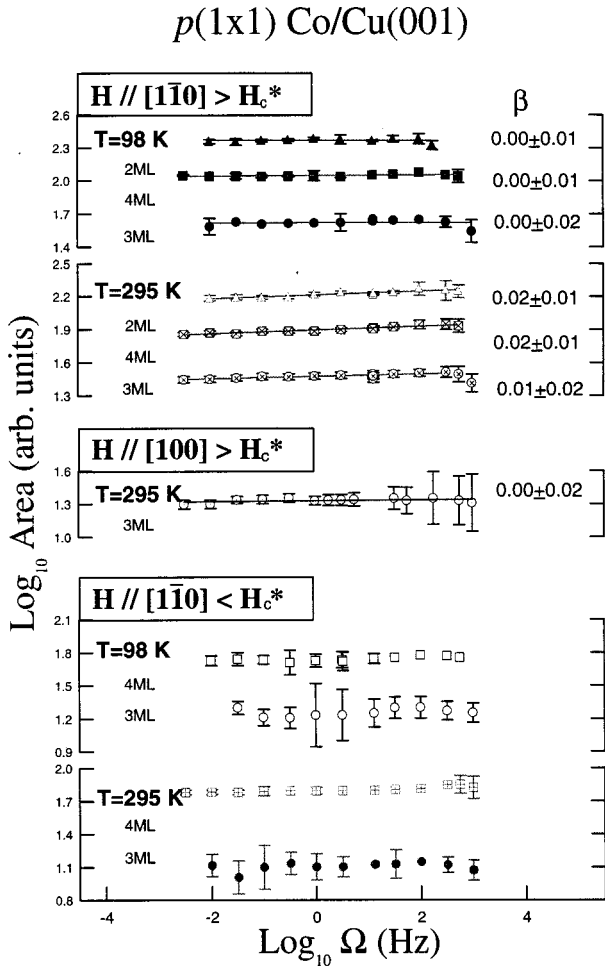 p(1x1) Co/Cu(001)
H // [11̄0] > H_c*
β
2.6
T=98 K
0.00±0.01
2.3
2ML
2.0
0.00±0.01
4ML
1.7
3ML
0.00±0.02
1.4
2.5
T=295 K
0.02±0.01
2.2
2ML
1.9
0.02±0.01
4ML
1.6
3ML
0.01±0.02
1.3
Log₁₀ Area (arb. units)
H // [100] > H_c*
1.6
T=295 K
0.00±0.02
1.3
3ML
1.0
H // [11̄0] < H_c*
2.1
T=98 K
1.8
4ML
1.5
3ML
1.2
0.9
2.0
T=295 K
1.7
4ML
1.4
3ML
1.1
0.8
-4 -2 0 2 4
Log₁₀ Ω (Hz)